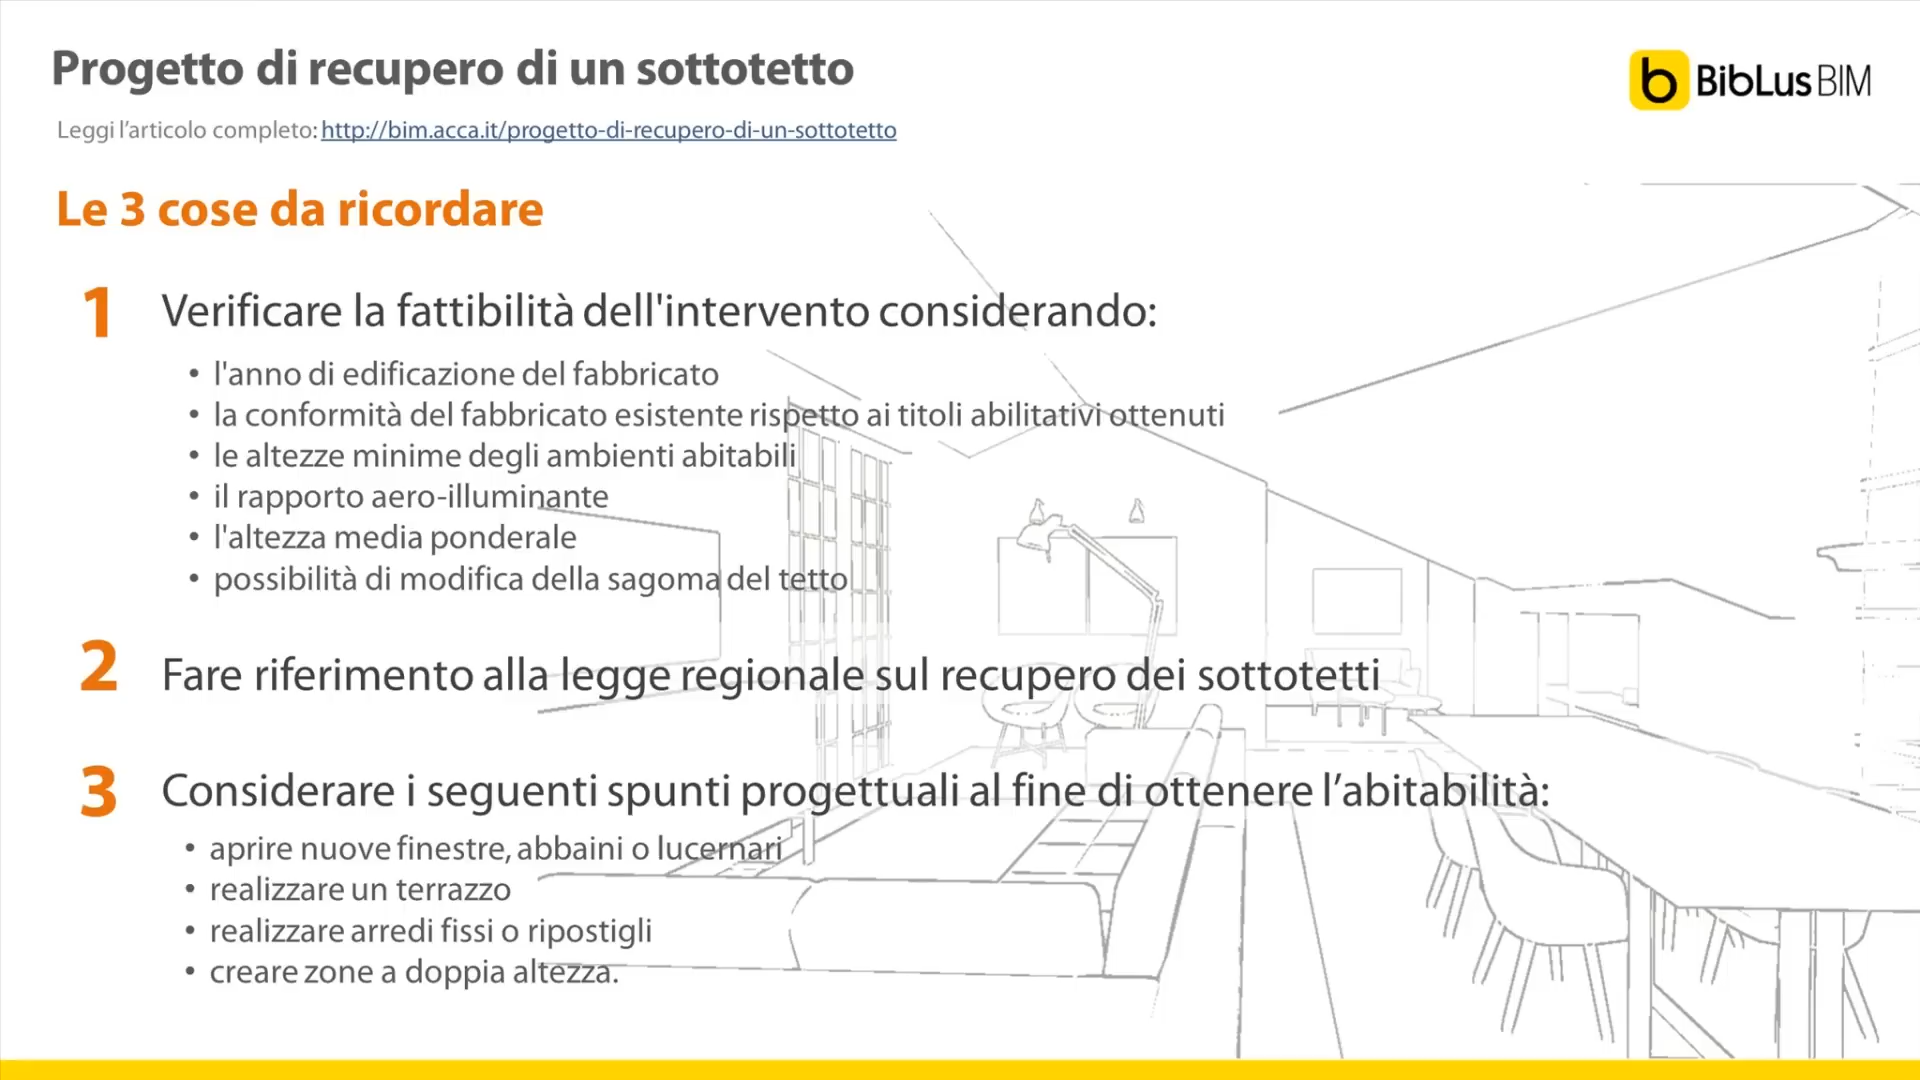 Progetto di recupero di un sottotetto
BibLus BIM
Leggi l’articolo completo: http://bim.acca.it/progetto-di-recupero-di-un-sottotetto
Le 3 cose da ricordare
1 Verificare la fattibilità dell'intervento considerando:
• l'anno di edificazione del fabbricato
• la conformità del fabbricato esistente rispetto ai titoli abilitativi ottenuti
• le altezze minime degli ambienti abitabili
• il rapporto aero-illuminante
• l'altezza media ponderale
• possibilità di modifica della sagoma del tetto
2 Fare riferimento alla legge regionale sul recupero dei sottotetti
3 Considerare i seguenti spunti progettuali al fine di ottenere l’abitabilità:
• aprire nuove finestre, abbaini o lucernari
• realizzare un terrazzo
• realizzare arredi fissi o ripostigli
• creare zone a doppia altezza.